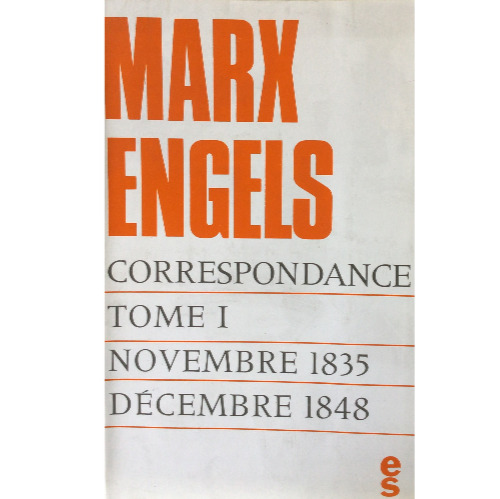 MARX
ENGELS
CORRESPONDANCE
TOME I
NOVEMBRE 1835
DÉCEMBRE 1848
es